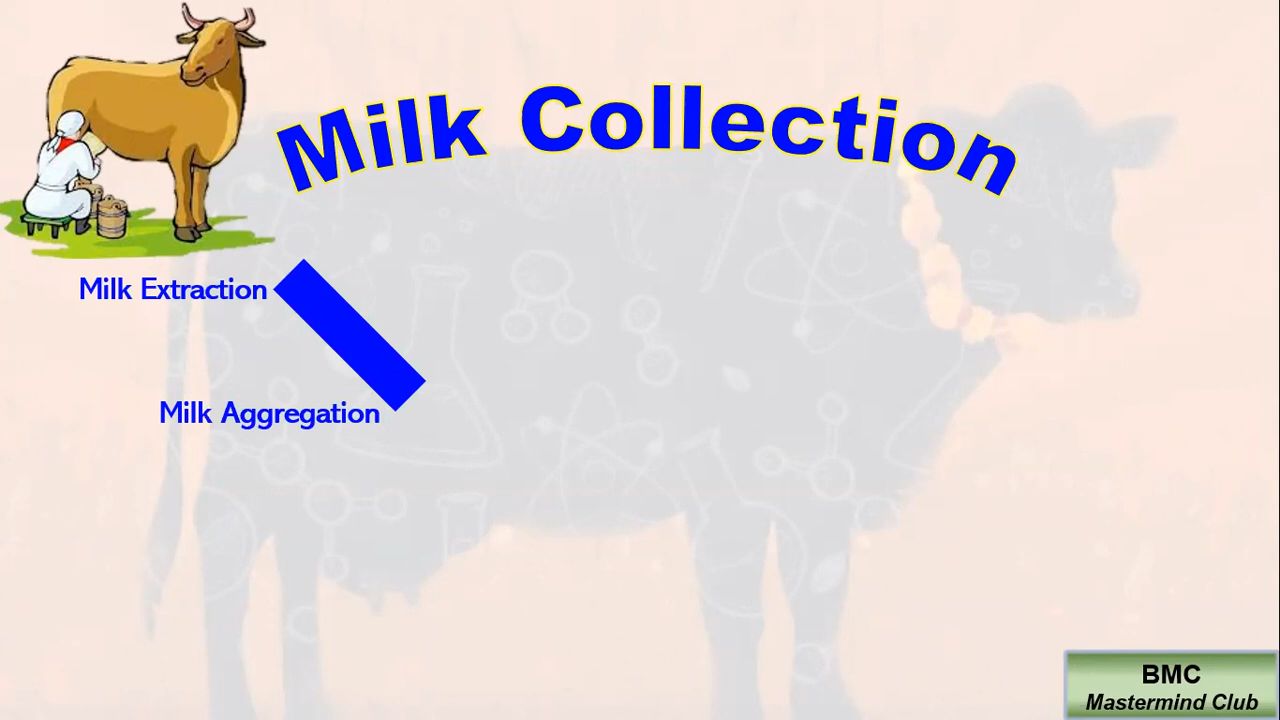 Milk Collection
Milk Extraction
Milk Aggregation
BMC
Mastermind Club